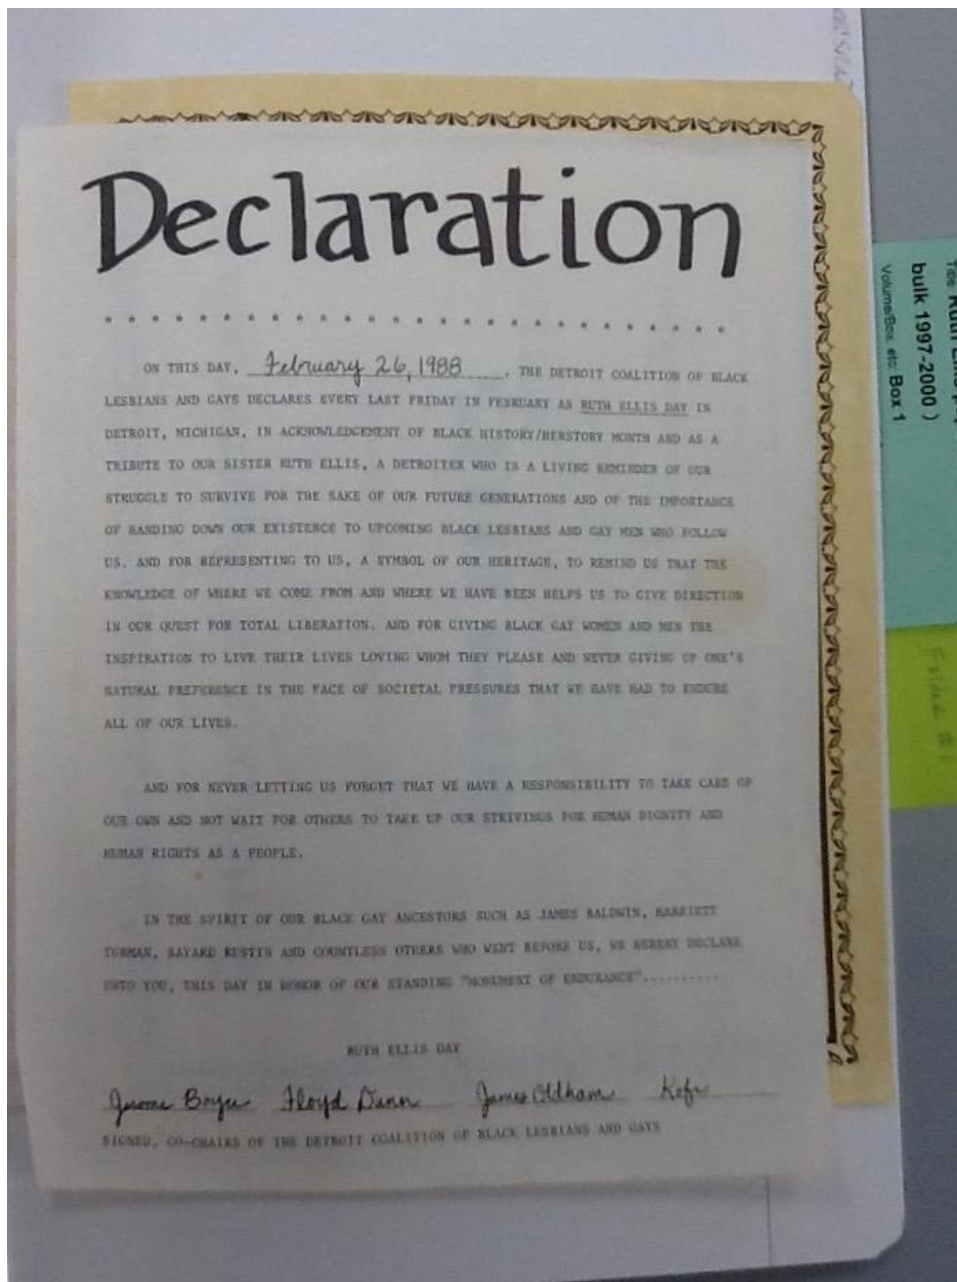 Declaration
ON THIS DAY, February 26, 1988, THE DETROIT COALITION OF BLACK
LESBIANS AND GAYS DECLARES EVERY LAST FRIDAY IN FEBRUARY AS RUTH ELLIS DAY IN
DETROIT, MICHIGAN, IN ACKNOWLEDGEMENT OF BLACK HISTORY/HERSTORY MONTH AND AS A
TRIBUTE TO OUR SISTER RUTH ELLIS, A DETROITER WHO IS A LIVING REMINDER OF OUR
STRUGGLE TO SURVIVE FOR THE SAKE OF OUR FUTURE GENERATIONS AND OF THE IMPORTANCE
OF HANDING DOWN OUR EXISTENCE TO UPCOMING BLACK LESBIANS AND GAY MEN WHO FOLLOW
US. AND FOR REPRESENTING TO US, A SYMBOL OF OUR HERITAGE, TO REMIND US THAT THE
KNOWLEDGE OF WHERE WE COME FROM AND WHERE WE HAVE BEEN HELPS US TO GIVE DIRECTION
IN OUR QUEST FOR TOTAL LIBERATION. AND FOR GIVING BLACK GAY WOMEN AND MEN THE
INSPIRATION TO LIVE THEIR LIVES LOVING WHOM THEY PLEASE AND NEVER GIVING UP ONE'S
NATURAL PREFERENCE IN THE FACE OF SOCIETAL PRESSURES THAT WE HAVE HAD TO ENDURE
ALL OF OUR LIVES.
AND FOR NEVER LETTING US FORGET THAT WE HAVE A RESPONSIBILITY TO TAKE CARE OF
OUR OWN AND NOT WAIT FOR OTHERS TO TAKE UP OUR STRIVINGS FOR HUMAN DIGNITY AND
HUMAN RIGHTS AS A PEOPLE.
IN THE SPIRIT OF OUR BLACK GAY ANCESTORS SUCH AS JAMES BALDWIN, HARRIETT
TUBMAN, BAYARD RUSTIN AND COUNTLESS OTHERS WHO WENT BEFORE US, WE HEREBY DECLARE
UNTO YOU, THIS DAY IN HONOR OF OUR STANDING "MONUMENT OF ENDURANCE"..........
RUTH ELLIS DAY
Jerome Boyce Floyd Dunn James Oldham Kofi
SIGNED, CO-CHAIRS OF THE DETROIT COALITION OF BLACK LESBIANS AND GAYS
Title: Ruth Ellis
bulk 1997-2000 )
Volume/Box, etc: Box 1
Folder #1